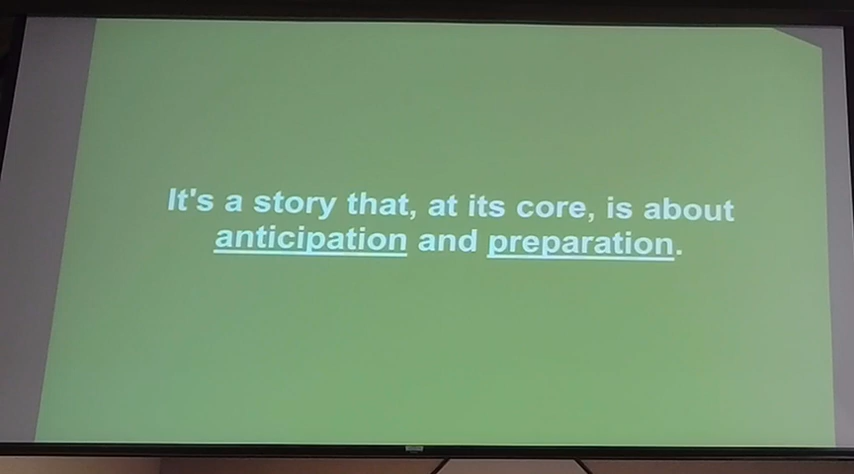 It's a story that, at its core, is about
anticipation and preparation.